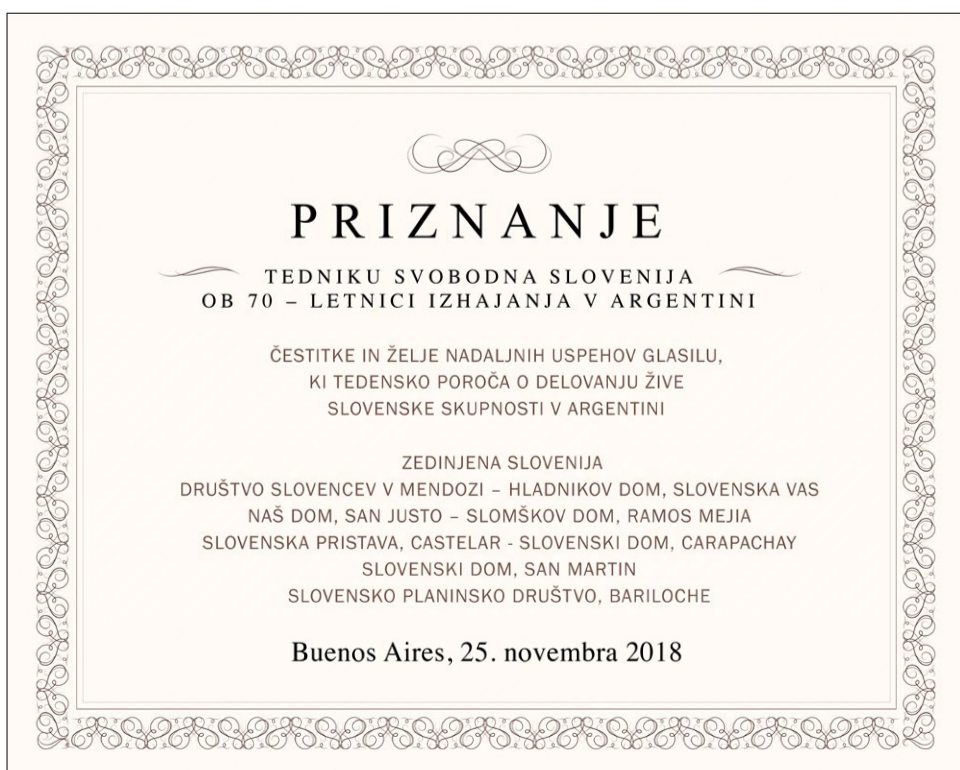 PRIZNANJE
TEDNIKU SVOBODNA SLOVENIJA
OB 70 – LETNICI IZHAJANJA V ARGENTINI
ČESTITKE IN ŽELJE NADALJNIH USPEHOV GLASILU,
KI TEDENSKO POROČA O DELOVANJU ŽIVE
SLOVENSKE SKUPNOSTI V ARGENTINI
ZEDINJENA SLOVENIJA
DRUŠTVO SLOVENCEV V MENDOZI – HLADNIKOV DOM, SLOVENSKA VAS
NAŠ DOM, SAN JUSTO – SLOMŠKOV DOM, RAMOS MEJIA
SLOVENSKA PRISTAVA, CASTELAR - SLOVENSKI DOM, CARAPACHAY
SLOVENSKI DOM, SAN MARTIN
SLOVENSKO PLANINSKO DRUŠTVO, BARILOCHE
Buenos Aires, 25. novembra 2018